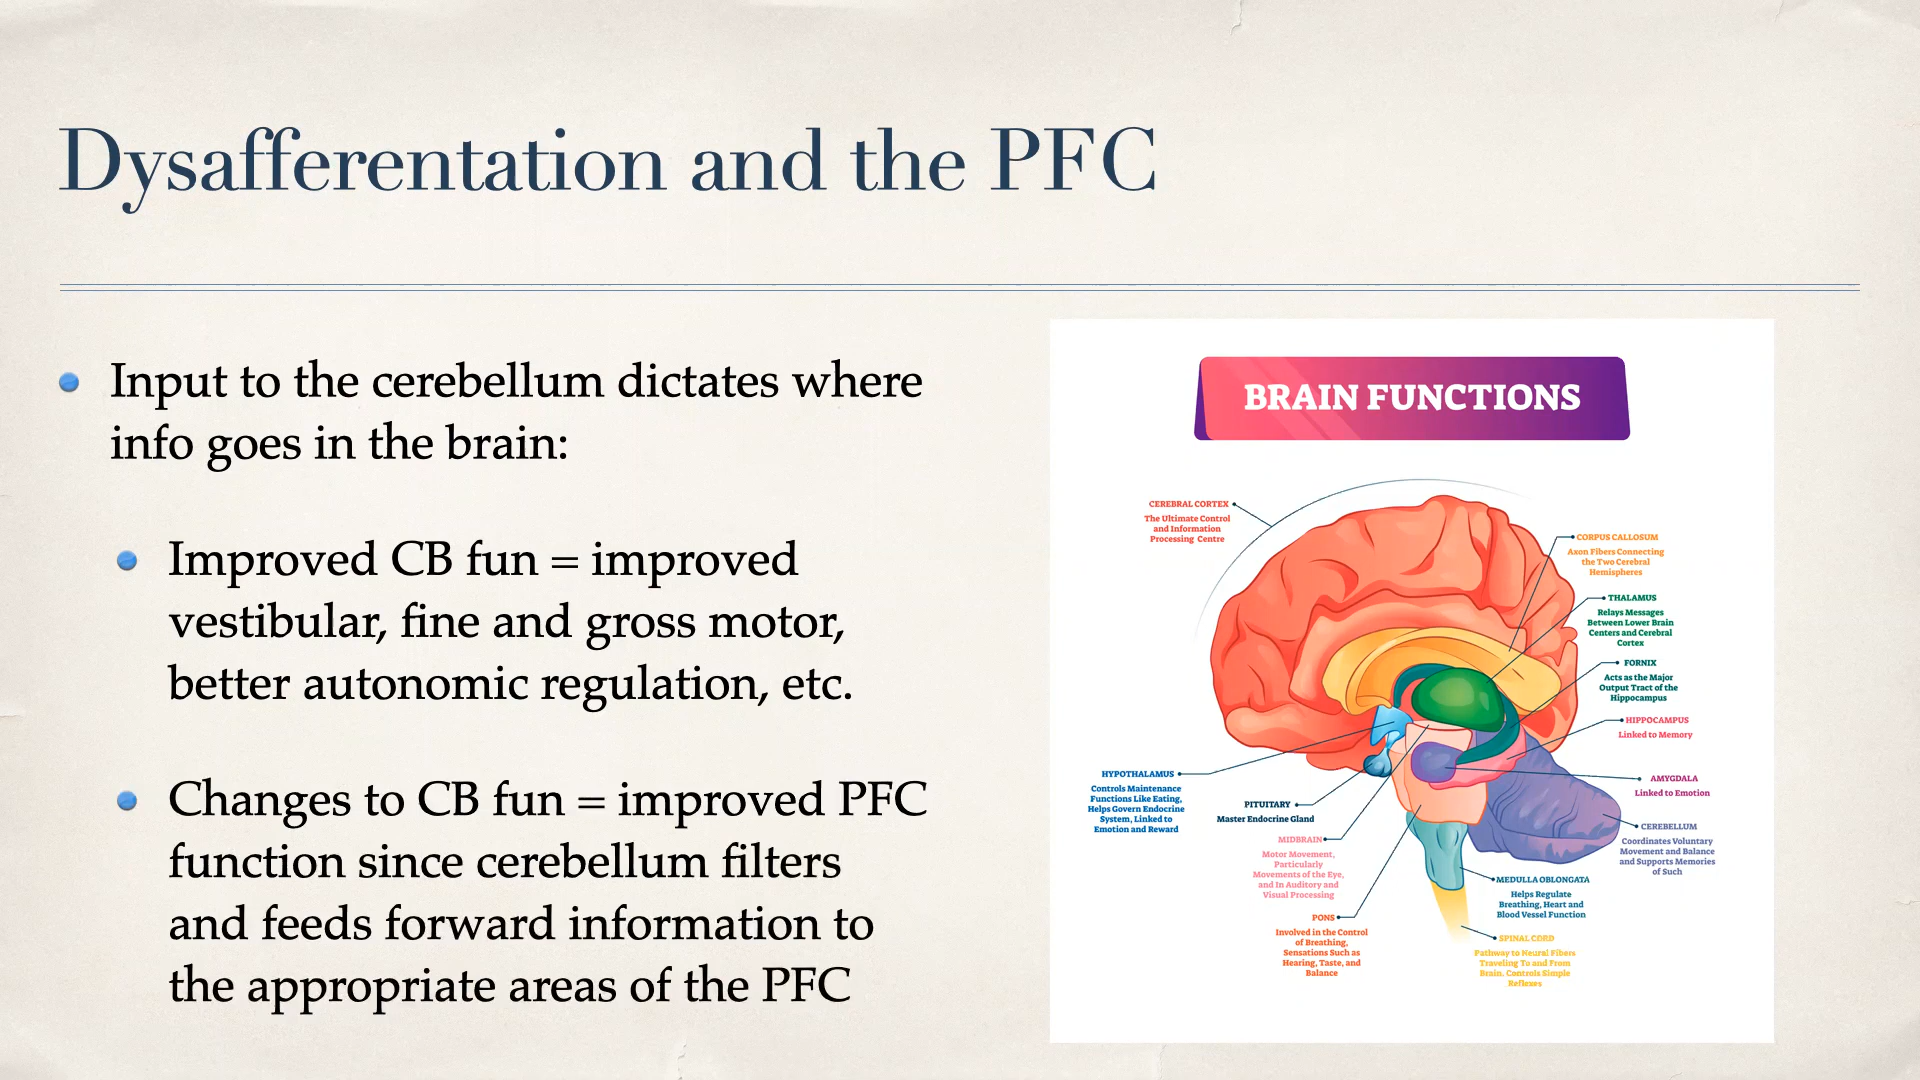 Dysafferentation and the PFC
Input to the cerebellum dictates where
info goes in the brain:
Improved CB fun = improved
vestibular, fine and gross motor,
better autonomic regulation, etc.
Changes to CB fun = improved PFC
function since cerebellum filters
and feeds forward information to
the appropriate areas of the PFC
BRAIN FUNCTIONS
CEREBRAL CORTEX
The Ultimate Control
and Information
Processing Centre
CORPUS CALLOSUM
Axon Fibers Connecting
the Two Cerebral
Hemispheres
THALAMUS
Relays Messages
Between Lower Brain
Centers and Cerebral
Cortex
FORNIX
Acts as the Major
Output Tract of the
Hippocampus
HIPPOCAMPUS
Linked to Memory
HYPOTHALAMUS
Controls Maintenance
Functions Like Eating,
Helps Govern Endocrine
System, Linked to
Emotion and Reward
AMYGDALA
Linked to Emotion
PITUITARY
Master Endocrine Gland
CEREBELLUM
Coordinates Voluntary
Movement and Balance
and Supports Memories
of Such
MIDBRAIN
Motor Movement,
Particularly
Movements of the Eye,
and In Auditory and
Visual Processing
MEDULLA OBLONGATA
Helps Regulate
Breathing, Heart and
Blood Vessel Function
PONS
Involved in the Control
of Breathing,
Sensations Such as
Hearing, Taste, and
Balance
SPINAL CORD
Pathway to Neural Fibers
Traveling To and From
Brain. Controls Simple
Reflexes